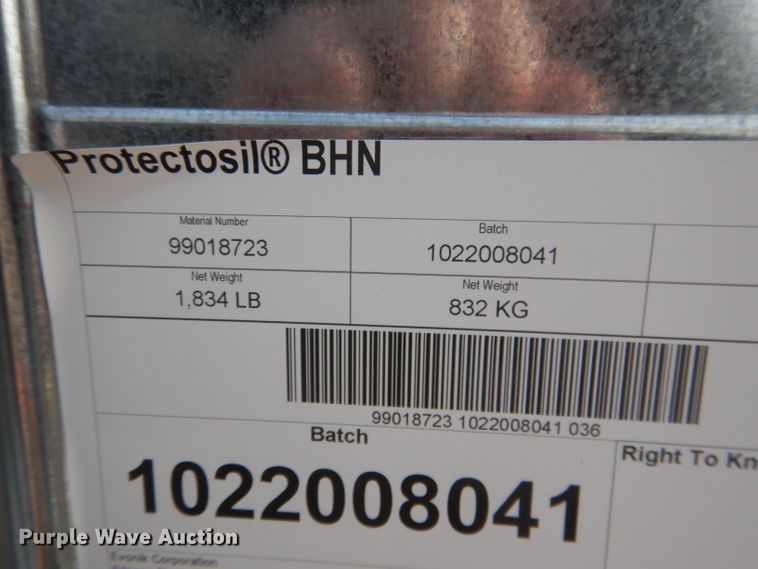 Protectosil® BHN
Material Number
99018723
Batch
1022008041
Net Weight
1,834 LB
Net Weight
832 KG
99018723 1022008041 036
Batch
1022008041
Right To Kn
Purple Wave Auction
Evonik Corporation